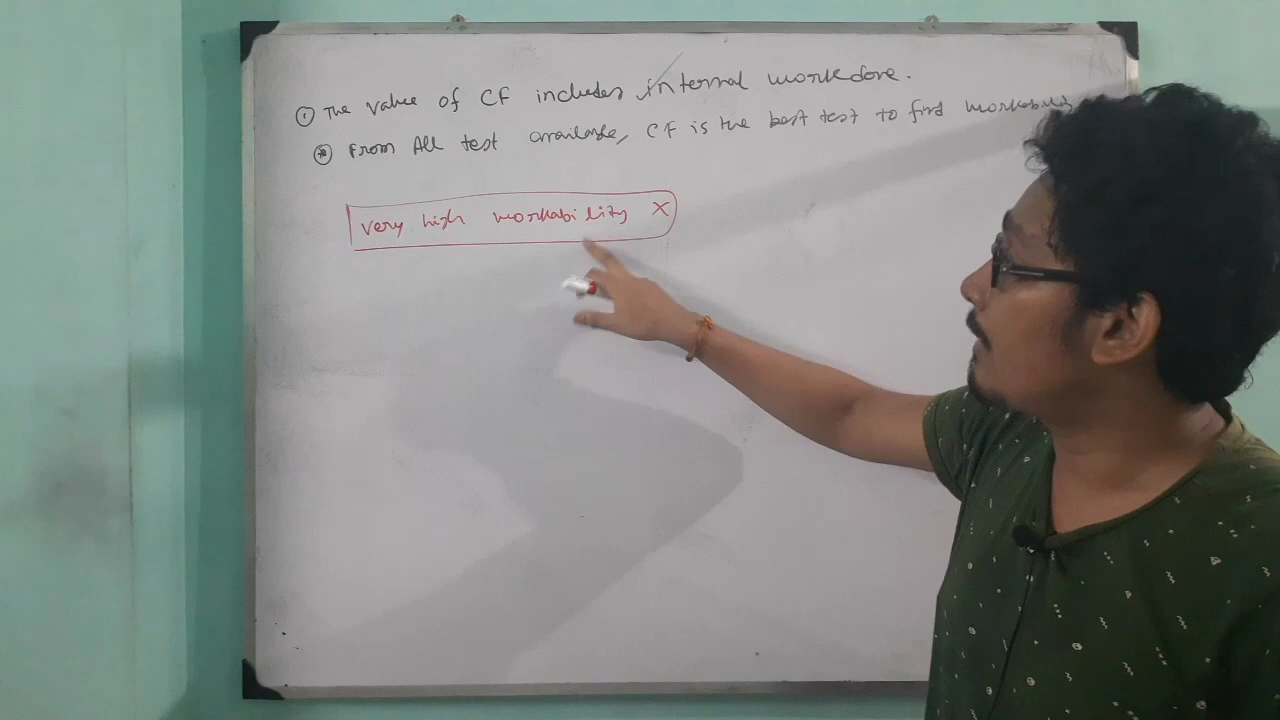 ① The value of CF includes internal workdone.
⊛ From All test available, CF is the best test to find workability
very high workability ×